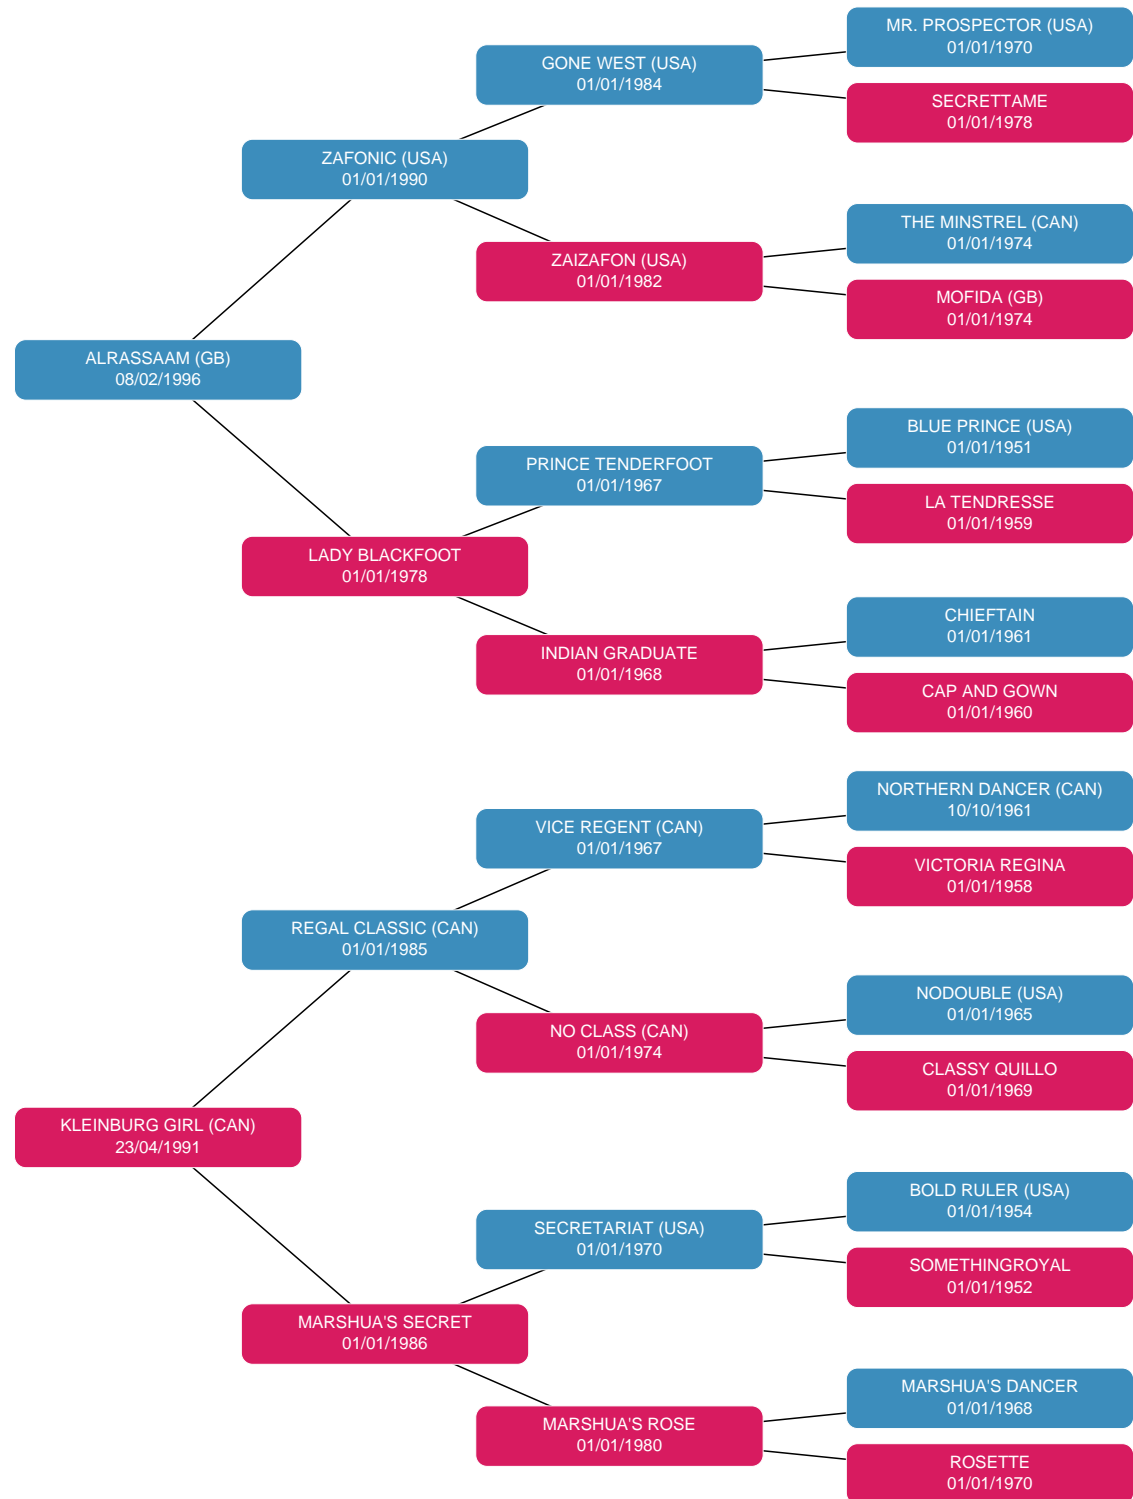 MR. PROSPECTOR (USA)
01/01/1970
GONE WEST (USA)
01/01/1984
SECRETTAME
01/01/1978
ZAFONIC (USA)
01/01/1990
THE MINSTREL (CAN)
01/01/1974
ZAIZAFON (USA)
01/01/1982
MOFIDA (GB)
01/01/1974
ALRASSAAM (GB)
08/02/1996
BLUE PRINCE (USA)
01/01/1951
PRINCE TENDERFOOT
01/01/1967
LA TENDRESSE
01/01/1959
LADY BLACKFOOT
01/01/1978
CHIEFTAIN
01/01/1961
INDIAN GRADUATE
01/01/1968
CAP AND GOWN
01/01/1960
NORTHERN DANCER (CAN)
10/10/1961
VICE REGENT (CAN)
01/01/1967
VICTORIA REGINA
01/01/1958
REGAL CLASSIC (CAN)
01/01/1985
NODOUBLE (USA)
01/01/1965
NO CLASS (CAN)
01/01/1974
CLASSY QUILLO
01/01/1969
KLEINBURG GIRL (CAN)
23/04/1991
BOLD RULER (USA)
01/01/1954
SECRETARIAT (USA)
01/01/1970
SOMETHINGROYAL
01/01/1952
MARSHUA'S SECRET
01/01/1986
MARSHUA'S DANCER
01/01/1968
MARSHUA'S ROSE
01/01/1980
ROSETTE
01/01/1970